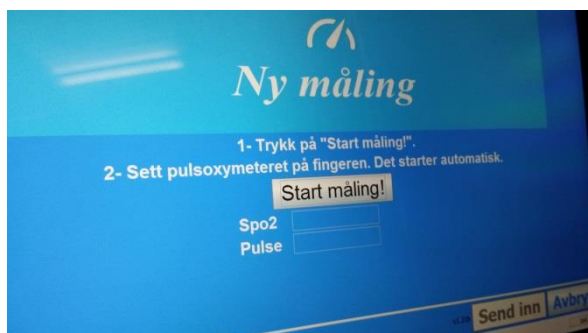 Ny måling
1- Trykk på "Start måling!".
2- Sett pulsoxymeteret på fingeren. Det starter automatisk.
Start måling!
Spo2
Pulse
Send inn